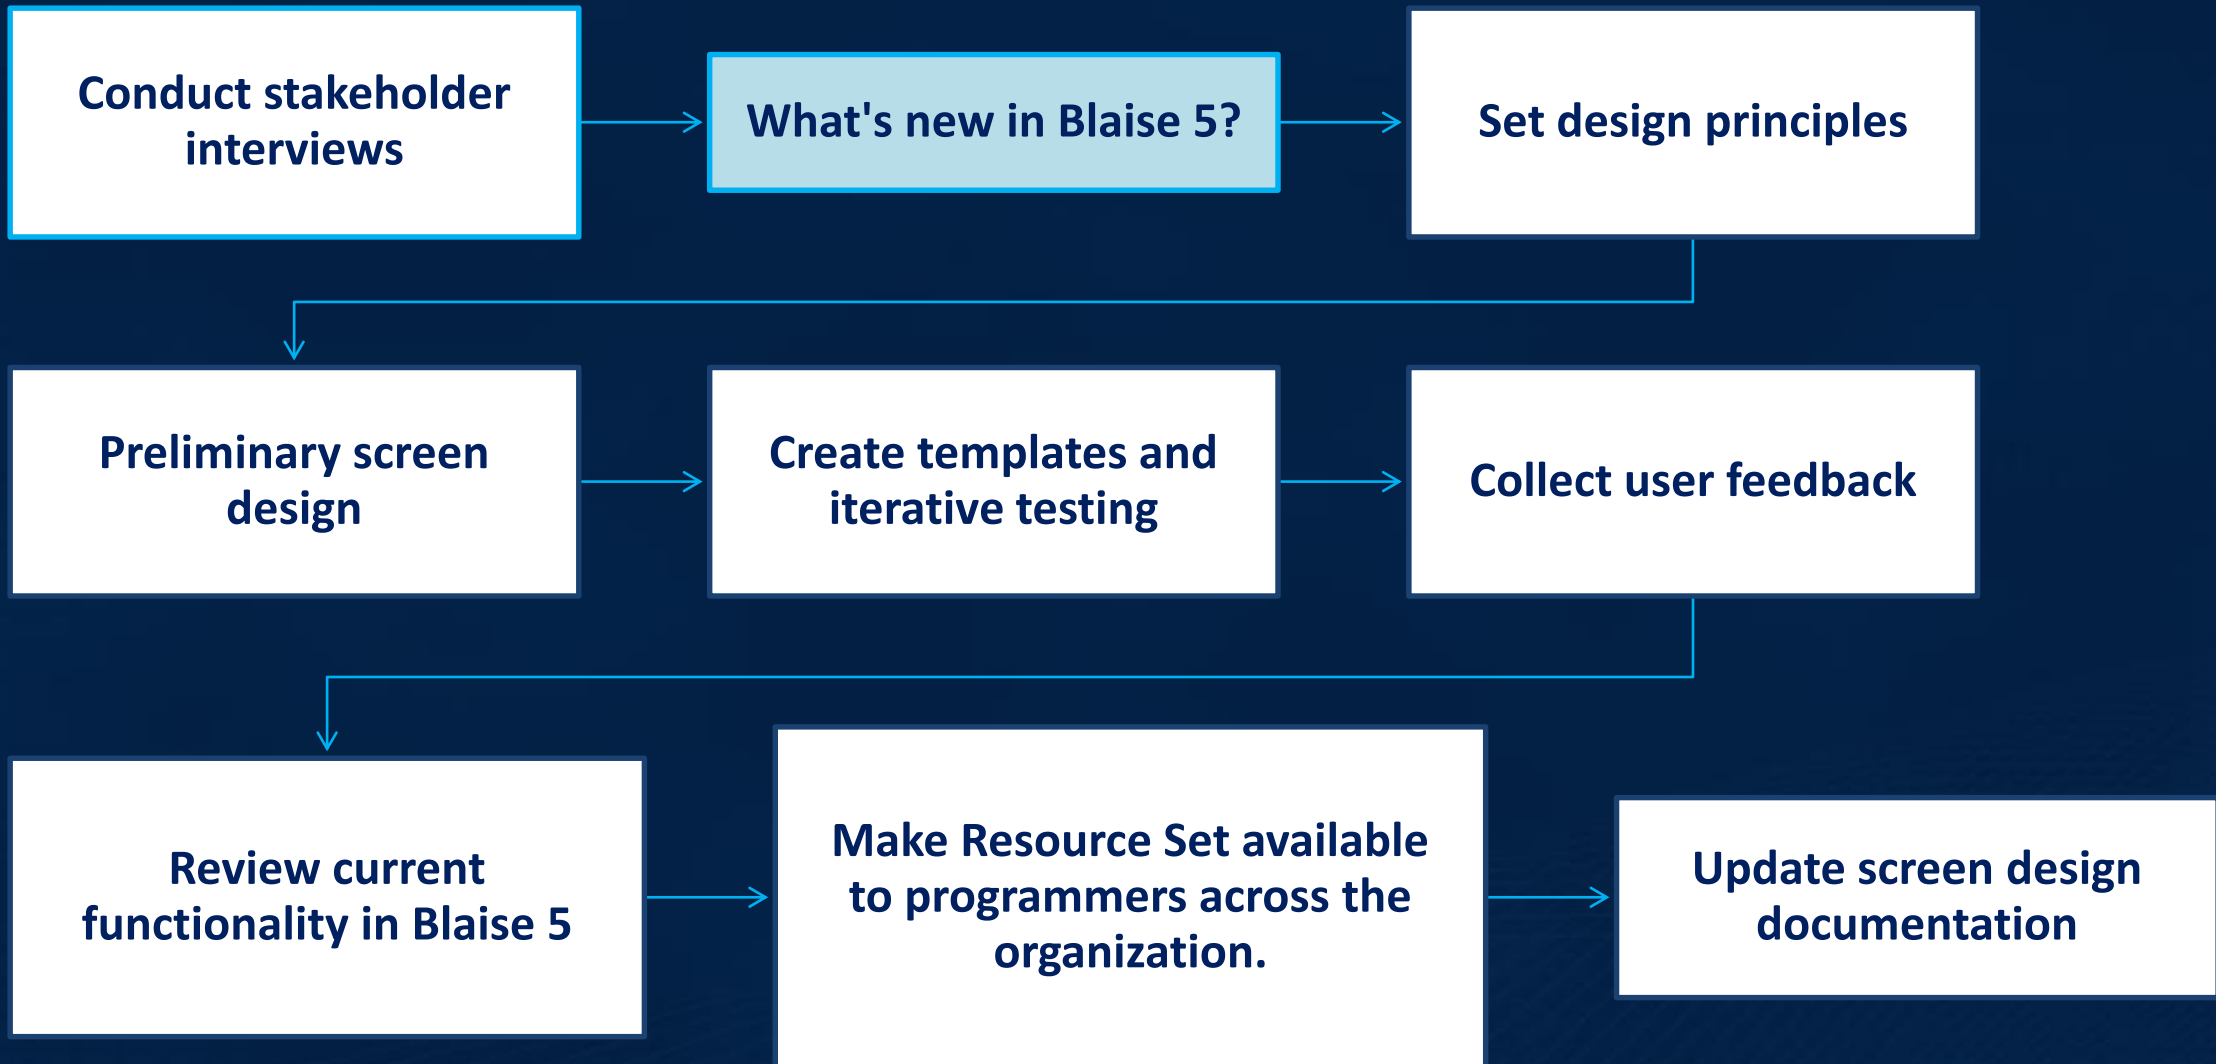 Conduct stakeholder
interviews
What's new in Blaise 5?
Set design principles
Preliminary screen
design
Create templates and
iterative testing
Collect user feedback
Review current
functionality in Blaise 5
Make Resource Set available
to programmers across the
organization.
Update screen design
documentation